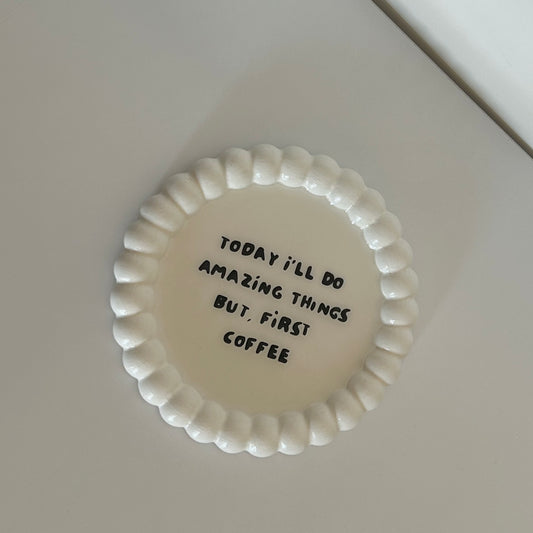 TODAY i'LL DO
AMAZiNG THINGS
BUT, FiRST
COFFEE